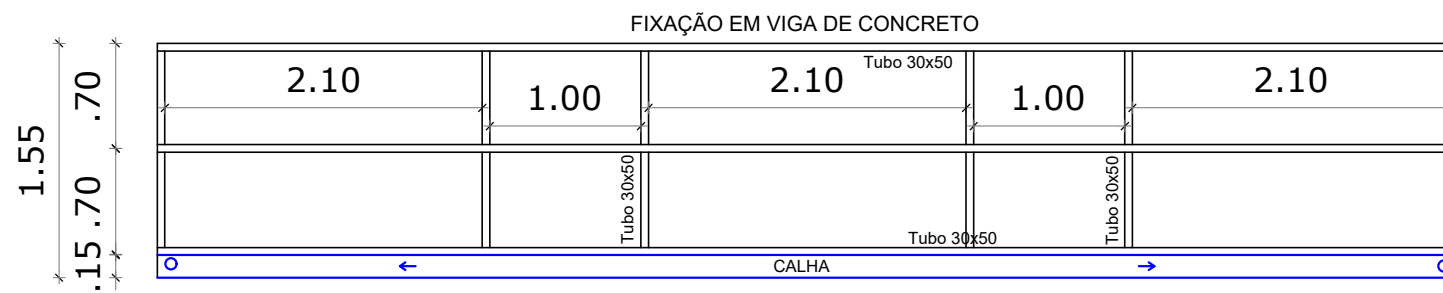 FIXAÇÃO EM VIGA DE CONCRETO
Tubo 30x50
2.10
1.00
2.10
1.00
2.10
.70
1.55
.70
.15
Tubo 30x50
Tubo 30x50
Tubo 30x50
CALHA